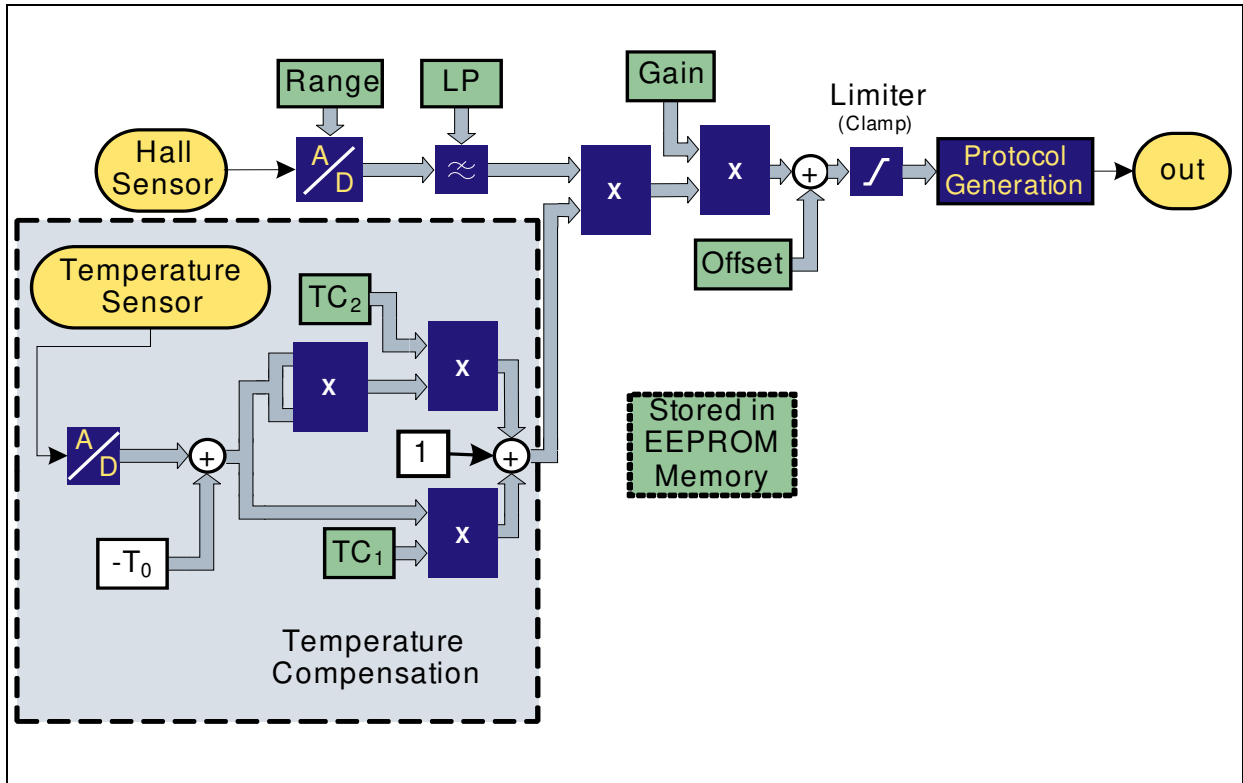 Range
LP
Gain
Limiter
(Clamp)
Hall
Sensor
A
D
≈
x
x
+
Protocol
Generation
out
Offset
Temperature
Sensor
TC₂
x
x
A
D
+
1
+
x
TC₁
-T₀
Temperature
Compensation
Stored in
EEPROM
Memory